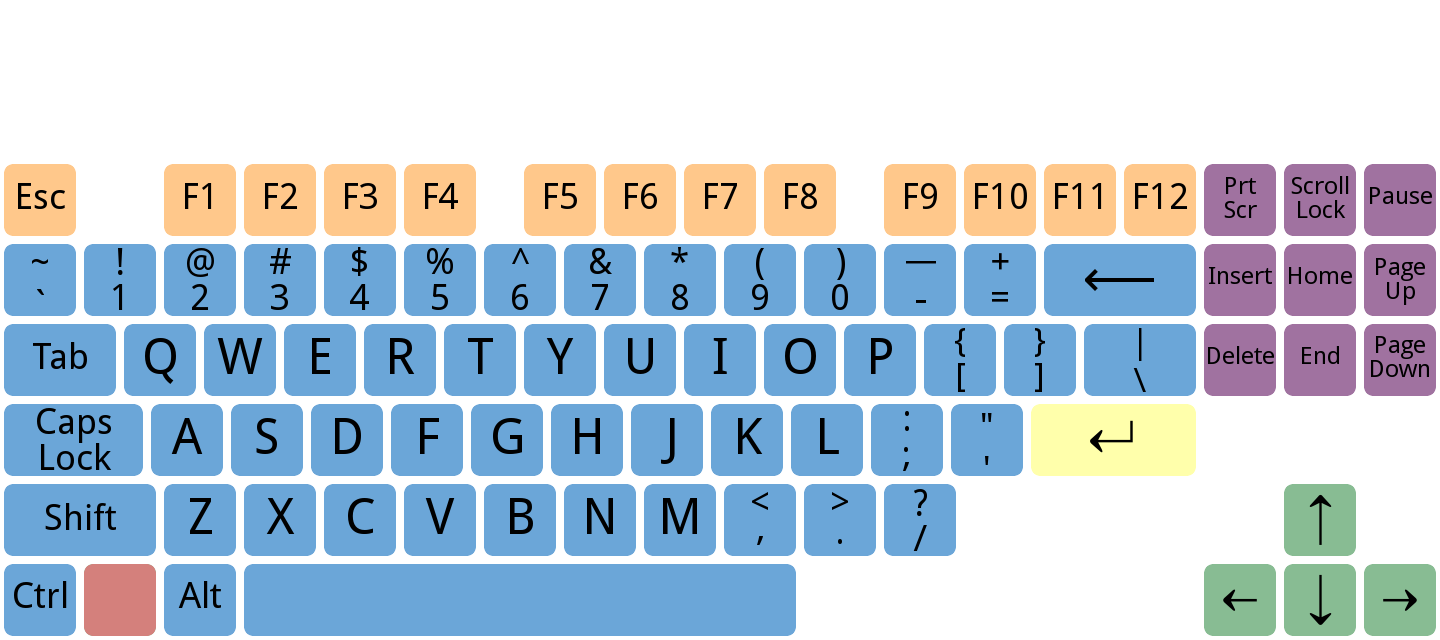 Esc F1 F2 F3 F4 F5 F6 F7 F8 F9 F10 F11 F12 Prt Scr Scroll Lock Pause
~ ` ! 1 @ 2 # 3 $ 4 % 5 ^ 6 & 7 * 8 ( 9 ) 0 — - + = ← Insert Home Page Up
Tab Q W E R T Y U I O P { [ } ] | \ Delete End Page Down
Caps Lock A S D F G H J K L : ; " ' ↵
Shift Z X C V B N M < , > . ? / ↑
Ctrl Alt ← ↓ →